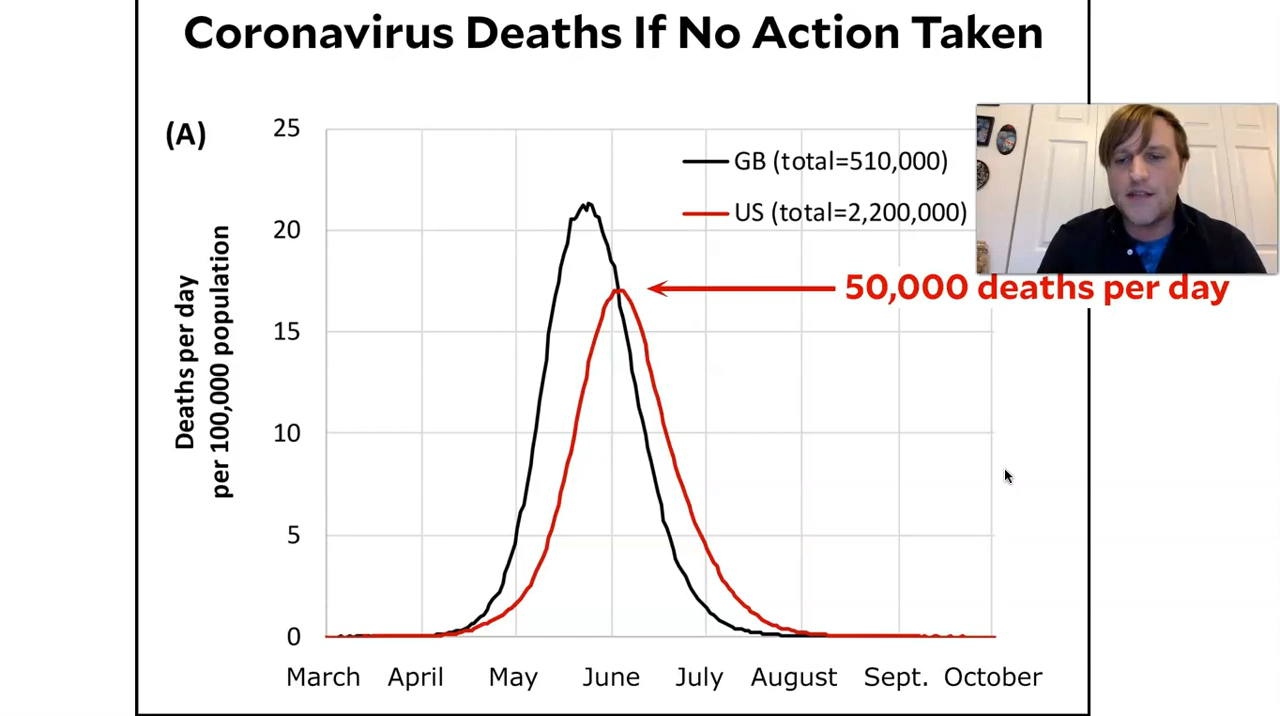 Coronavirus Deaths If No Action Taken
(A)
Deaths per day
per 100,000 population
25
20
15
10
5
0
GB (total=510,000)
US (total=2,200,000)
50,000 deaths per day
March April May June July August Sept. October